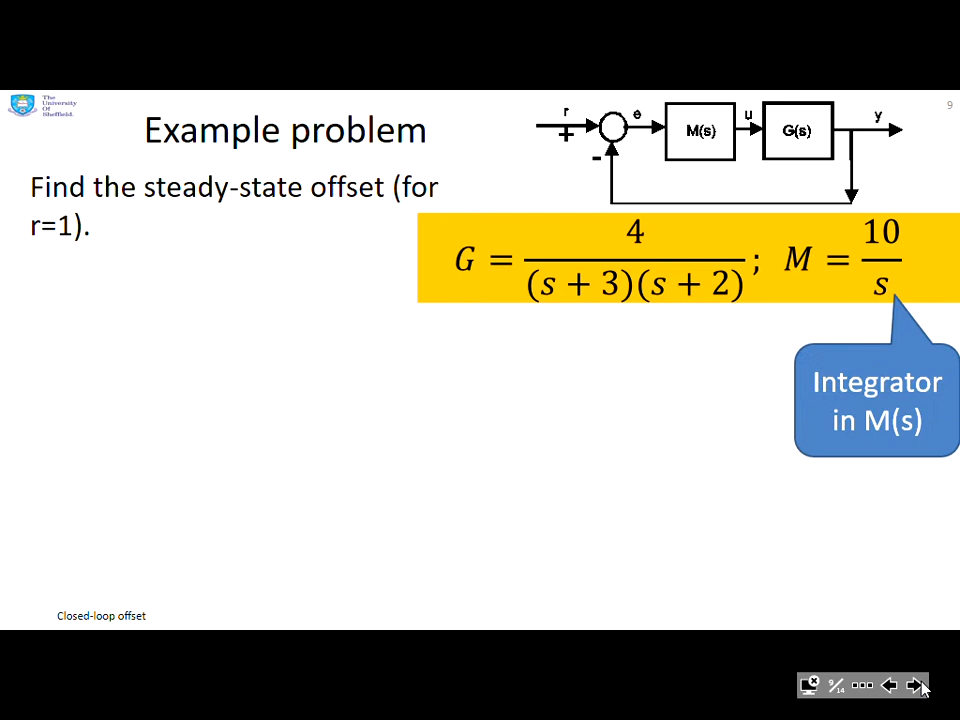 The
University
Of
Sheffield.
9
Example problem
r e M(s) u G(s) y
+
-
Find the steady-state offset (for
r=1).
G = 4/((s + 3)(s + 2)); M = 10/s
Integrator
in M(s)
Closed-loop offset
9/14